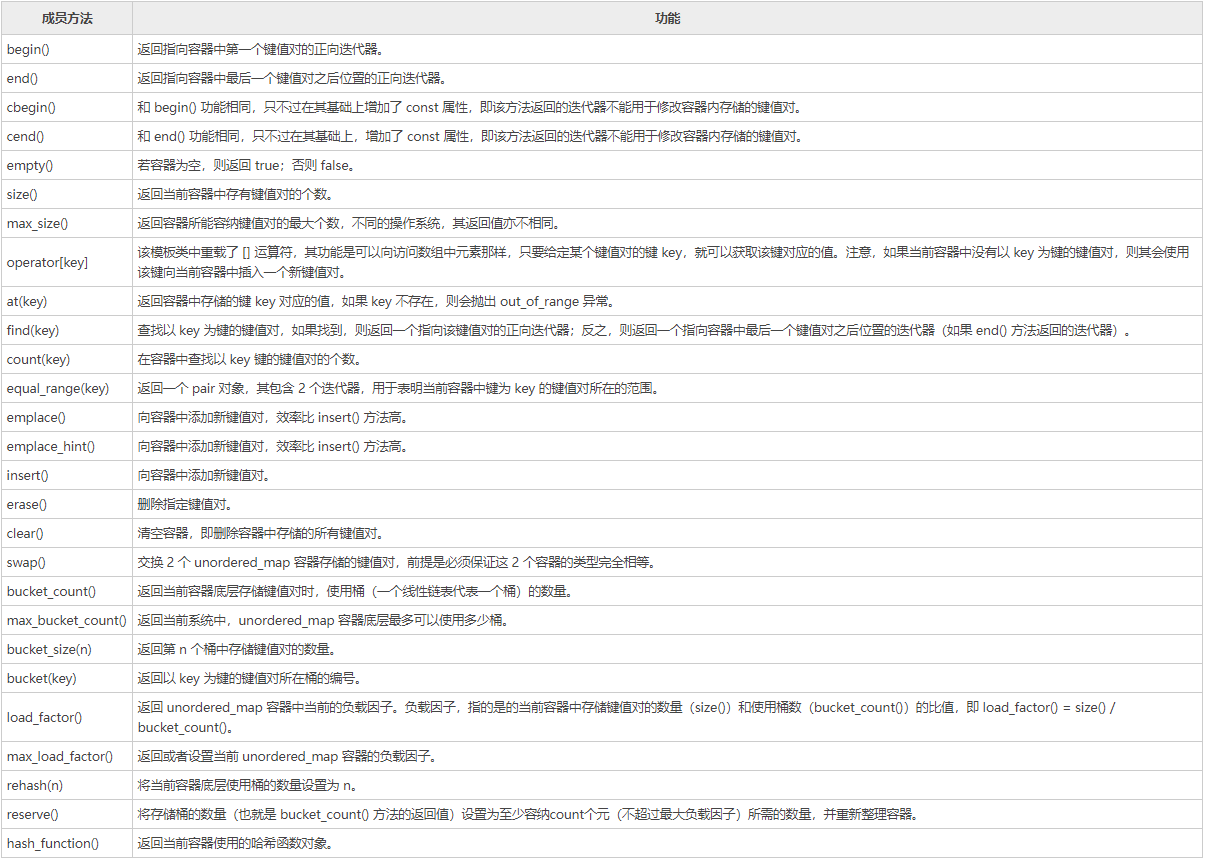 成员方法 功能
begin() 返回指向容器中第一个键值对的正向迭代器。
end() 返回指向容器中最后一个键值对之后位置的正向迭代器。
cbegin() 和 begin() 功能相同，只不过在其基础上增加了 const 属性，即该方法返回的迭代器不能用于修改容器内存储的键值对。
cend() 和 end() 功能相同，只不过在其基础上，增加了 const 属性，即该方法返回的迭代器不能用于修改容器内存储的键值对。
empty() 若容器为空，则返回 true；否则 false。
size() 返回当前容器中存有键值对的个数。
max_size() 返回容器所能容纳键值对的最大个数，不同的操作系统，其返回值亦不相同。
operator[key] 该模板类中重载了 [] 运算符，其功能是可以向访问数组中元素那样，只要给定某个键值对的键 key，就可以获取该键对应的值。注意，如果当前容器中没有以 key 为键的键值对，则其会使用
该键向当前容器中插入一个新键值对。
at(key) 返回容器中存储的键 key 对应的值，如果 key 不存在，则会抛出 out_of_range 异常。
find(key) 查找以 key 为键的键值对，如果找到，则返回一个指向该键值对的正向迭代器；反之，则返回一个指向容器中最后一个键值对之后位置的迭代器（如果 end() 方法返回的迭代器）。
count(key) 在容器中查找以 key 键的键值对的个数。
equal_range(key) 返回一个 pair 对象，其包含 2 个迭代器，用于表明当前容器中键为 key 的键值对所在的范围。
emplace() 向容器中添加新键值对，效率比 insert() 方法高。
emplace_hint() 向容器中添加新键值对，效率比 insert() 方法高。
insert() 向容器中添加新键值对。
erase() 删除指定键值对。
clear() 清空容器，即删除容器中存储的所有键值对。
swap() 交换 2 个 unordered_map 容器存储的键值对，前提是必须保证这 2 个容器的类型完全相等。
bucket_count() 返回当前容器底层存储键值对时，使用桶（一个线性链表代表一个桶）的数量。
max_bucket_count() 返回当前系统中，unordered_map 容器底层最多可以使用多少桶。
bucket_size(n) 返回第 n 个桶中存储键值对的数量。
bucket(key) 返回以 key 为键的键值对所在桶的编号。
load_factor() 返回 unordered_map 容器中当前的负载因子。负载因子，指的是的当前容器中存储键值对的数量（size()）和使用桶数（bucket_count()）的比值，即 load_factor() = size() /
bucket_count()。
max_load_factor() 返回或者设置当前 unordered_map 容器的负载因子。
rehash(n) 将当前容器底层使用桶的数量设置为 n。
reserve() 将存储桶的数量（也就是 bucket_count() 方法的返回值）设置为至少容纳count个元（不超过最大负载因子）所需的数量，并重新整理容器。
hash_function() 返回当前容器使用的哈希函数对象。